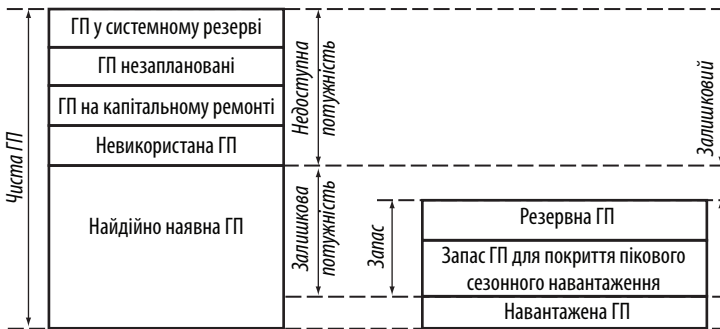 Чиста ГП
ГП у системному резерві
ГП незаплановані
ГП на капітальному ремонті
Невикористана ГП
Найдійно наявна ГП
Недоступна
потужність
Залишкова
потужність
Запас
Резервна ГП
Запас ГП для покриття пікового
сезонного навантаження
Навантажена ГП
Залишковий